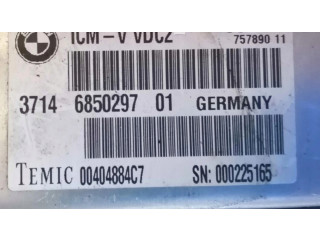 ICM-V VDC2
757890 11
3714 6850297 01 GERMANY
TEMIC 00404884C7 SN: 000225165